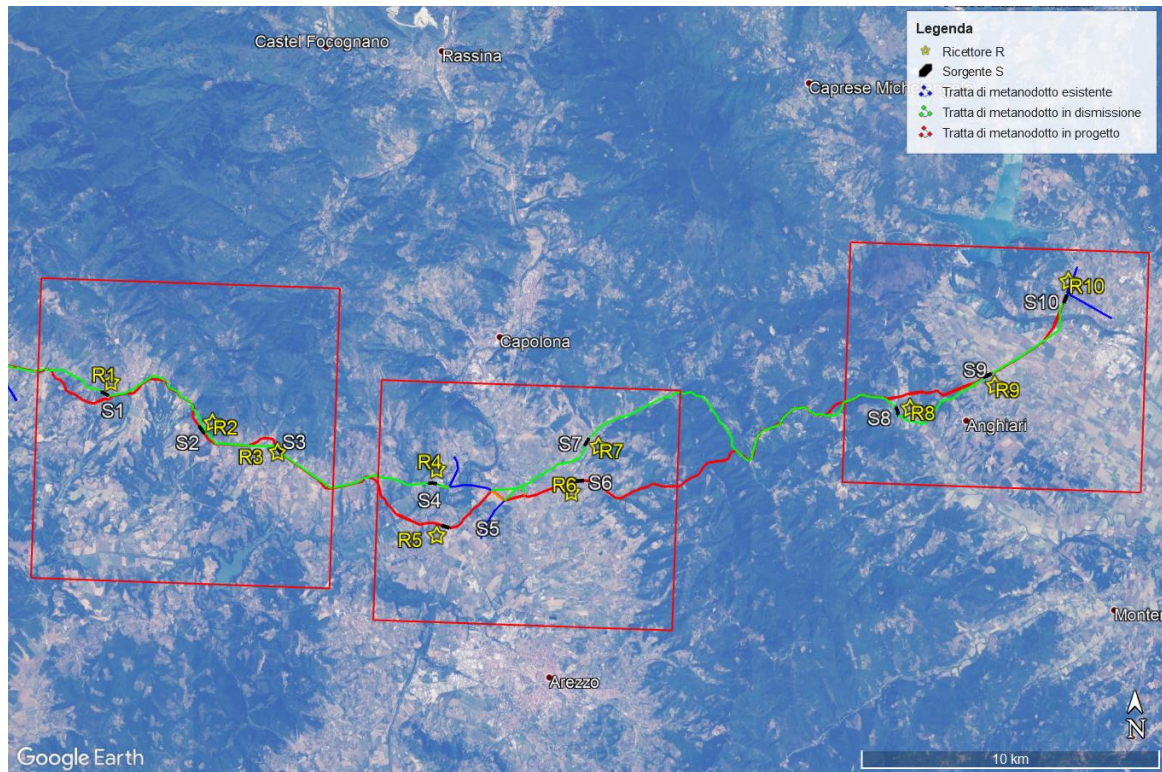 Legenda
Ricettore R
Sorgente S
Tratta di metanodotto esistente
Tratta di metanodotto in dismissione
Tratta di metanodotto in progetto
Castel Focognano
Rassina
Caprese Miche
Capolona
R10
S10
R1
S1
S9
R9
R2
S2
S3
R3
S8
R8
Anghiari
S7
R7
R4
S4
R6
S6
S5
R5
Monter
Arezzo
N
Google Earth
10 km